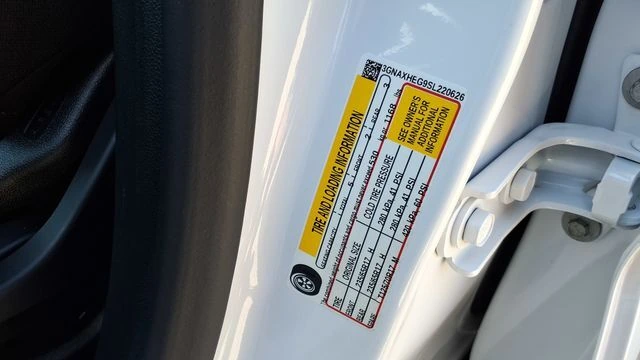 3GNAXHEG9SL220626
TIRE AND LOADING INFORMATION
SEATING CAPACITY | TOTAL 5 | FRONT 2 | REAR 3
The combined weight of occupants and cargo should never exceed 530 kg or 1168 lbs
TIRE ORIGINAL SIZE COLD TIRE PRESSURE
FRONT 235/65R17 H 280 kPa, 41 PSI
REAR 235/65R17 H 280 kPa, 41 PSI
SPARE T125/70R17 M 420 kPa, 60 PSI
SEE OWNER'S
MANUAL FOR
ADDITIONAL
INFORMATION